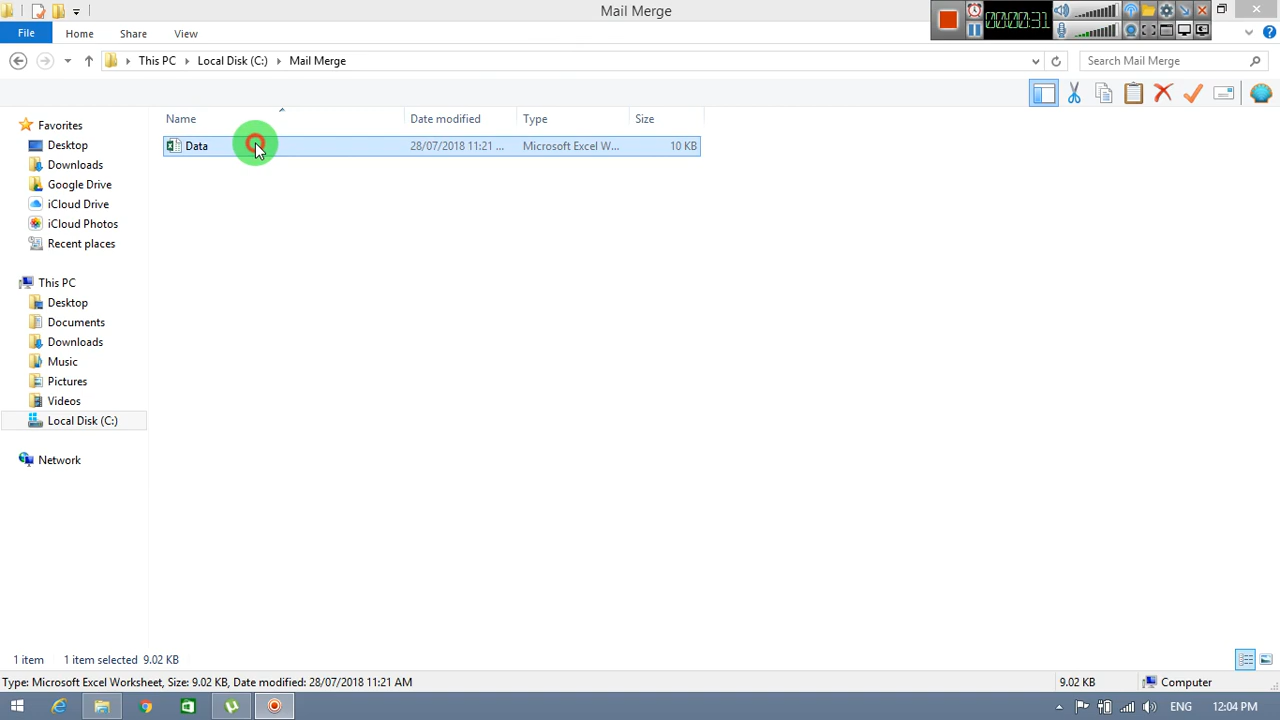 Mail Merge
00:00:31
File Home Share View
This PC Local Disk (C:) Mail Merge
Search Mail Merge
Name Date modified Type Size
Data 28/07/2018 11:21 ... Microsoft Excel W... 10 KB
Favorites
Desktop
Downloads
Google Drive
iCloud Drive
iCloud Photos
Recent places
This PC
Desktop
Documents
Downloads
Music
Pictures
Videos
Local Disk (C:)
Network
1 item 1 item selected 9.02 KB
Type: Microsoft Excel Worksheet, Size: 9.02 KB, Date modified: 28/07/2018 11:21 AM
9.02 KB Computer
ENG 12:04 PM